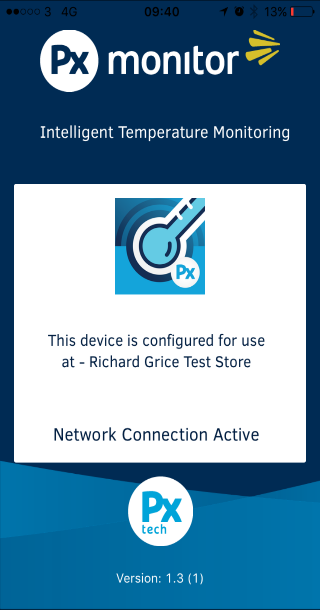 3 4G 09:40 13%
Px monitor
Intelligent Temperature Monitoring
Px
This device is configured for use
at - Richard Grice Test Store
Network Connection Active
Px
tech
Version: 1.3 (1)